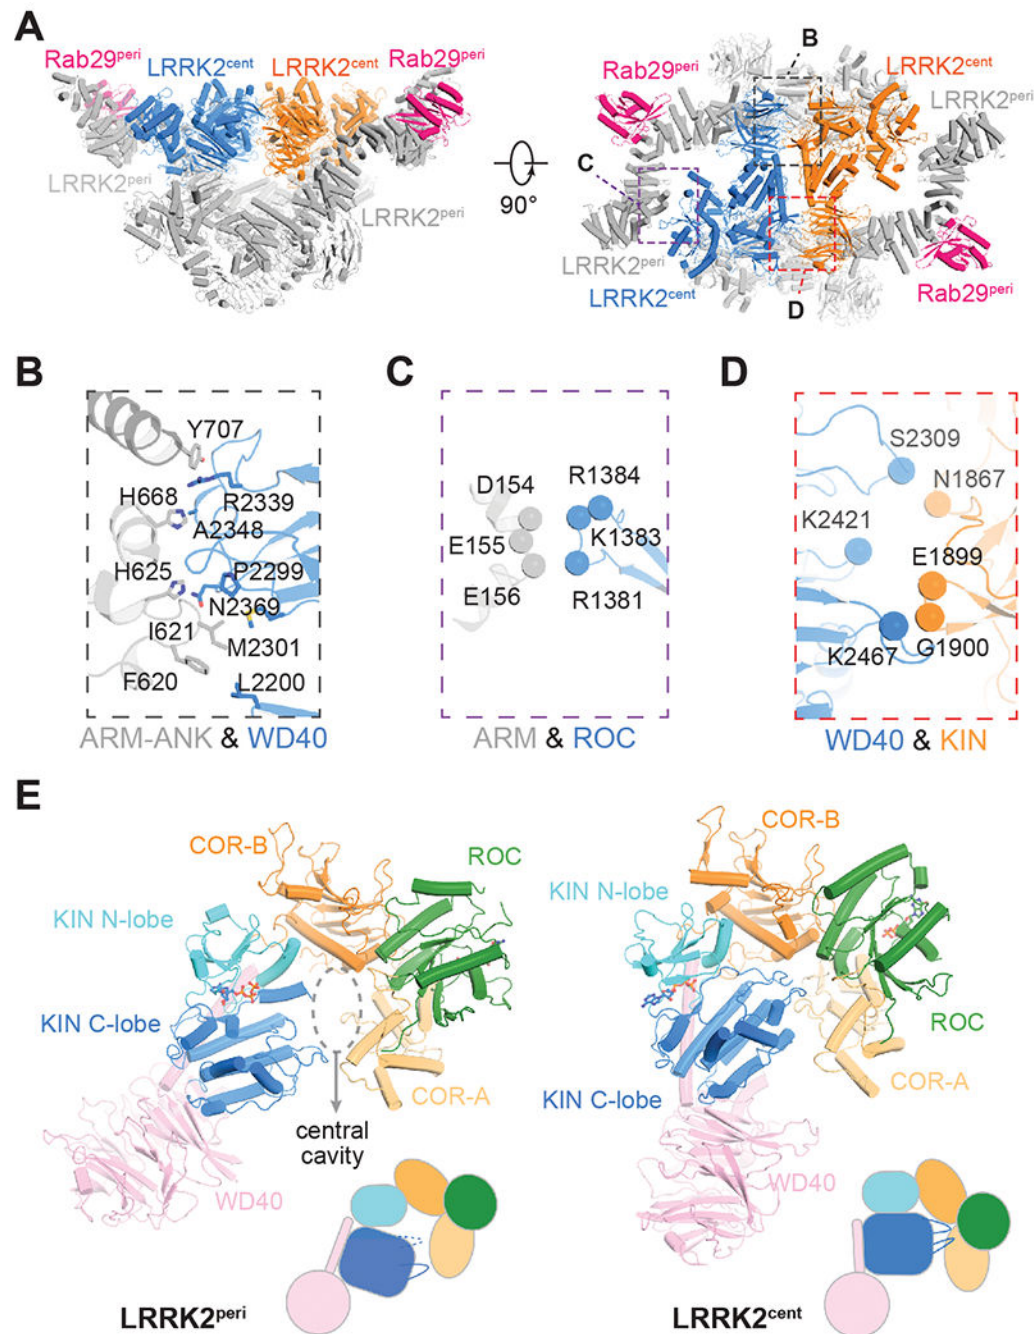 A
Rab29peri
LRRK2cent
LRRK2cent
Rab29peri
LRRK2peri
LRRK2peri
90°
B
Rab29peri
LRRK2cent
LRRK2peri
C
LRRK2peri
LRRK2cent
D
Rab29peri
B
Y707
H668
R2339
A2348
H625
P2299
N2369
I621
M2301
F620
L2200
ARM-ANK & WD40
C
D154
R1384
E155
K1383
E156
R1381
ARM & ROC
D
S2309
N1867
K2421
E1899
K2467
G1900
WD40 & KIN
E
COR-B
ROC
KIN N-lobe
KIN C-lobe
COR-A
central
cavity
WD40
LRRK2peri
COR-B
KIN N-lobe
ROC
COR-A
KIN C-lobe
WD40
LRRK2cent